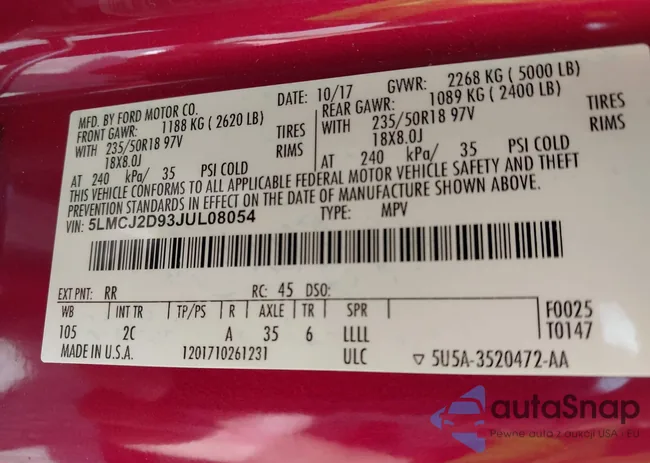 MFD. BY FORD MOTOR CO.
DATE: 10/17 GVWR: 2268 KG ( 5000 LB)
FRONT GAWR: 1188 KG ( 2620 LB)
REAR GAWR: 1089 KG ( 2400 LB)
WITH 235/50R18 97V TIRES
235/50R18 97V TIRES
18X8.0J RIMS
18X8.0J RIMS
AT 240 kPa/ 35 PSI COLD
AT 240 kPa/ 35 PSI COLD
THIS VEHICLE CONFORMS TO ALL APPLICABLE FEDERAL MOTOR VEHICLE SAFETY AND THEFT
PREVENTION STANDARDS IN EFFECT ON THE DATE OF MANUFACTURE SHOWN ABOVE.
VIN: 5LMCJ2D93JUL08054 TYPE: MPV
EXT PNT: RR RC: 45 DSO:
WB INT TR TP/PS R AXLE TR SPR F0025
105 2C A 35 6 LLLL T0147
MADE IN U.S.A. 1201710261231 ULC ▽ 5U5A-3520472-AA
autaSnap
Pewne auta z aukcji USA - EU